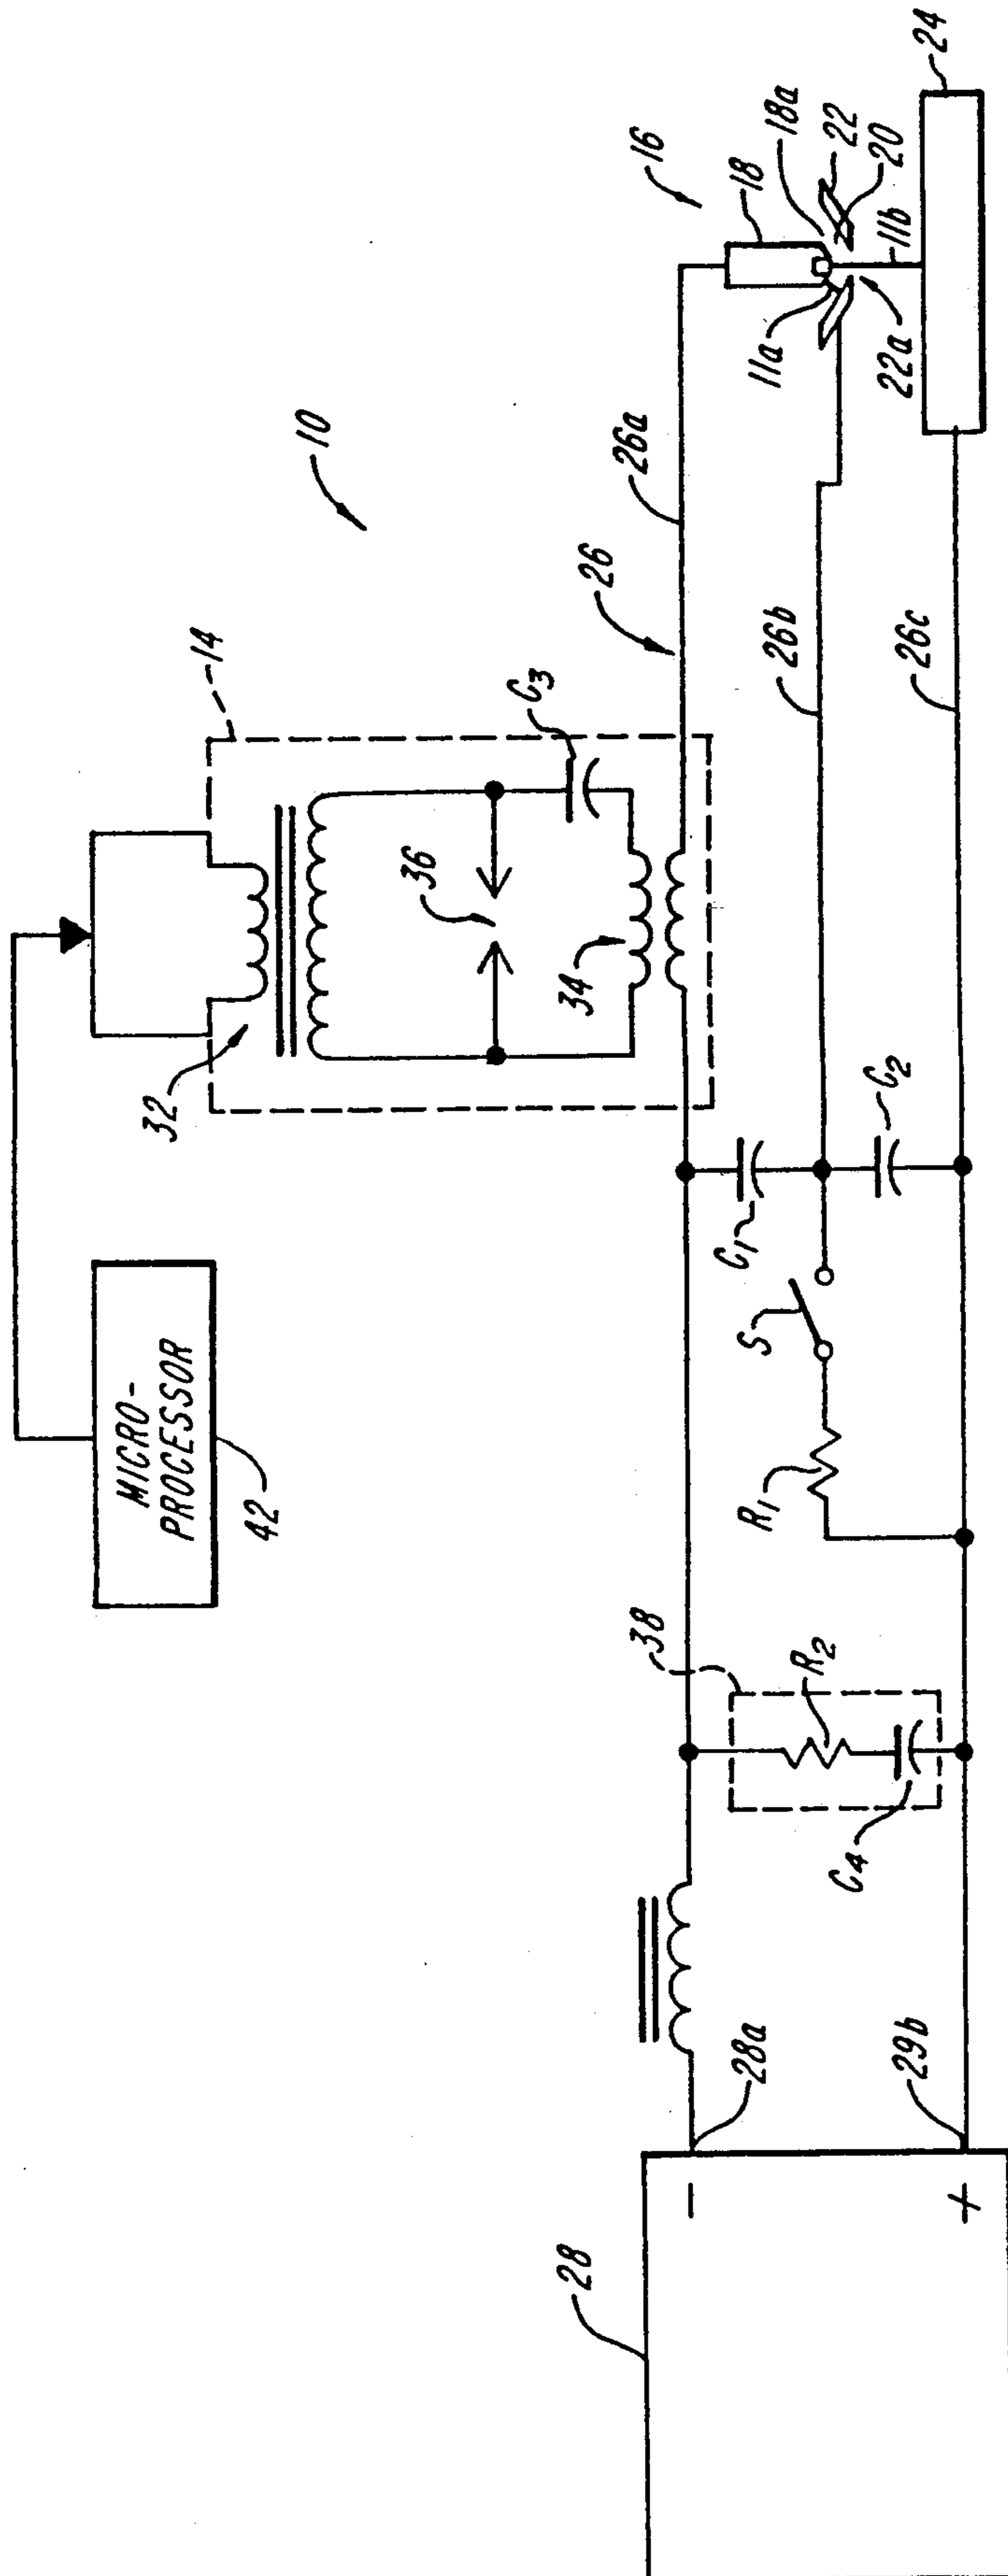 MICRO-
PROCESSOR
42
32
14
10
36
C3
34
26
26a
16
18
18a
22
20
11a
11b
22a
24
26b
26c
C1
C2
S
R1
38
R2
C4
28
28a
29b
-
+